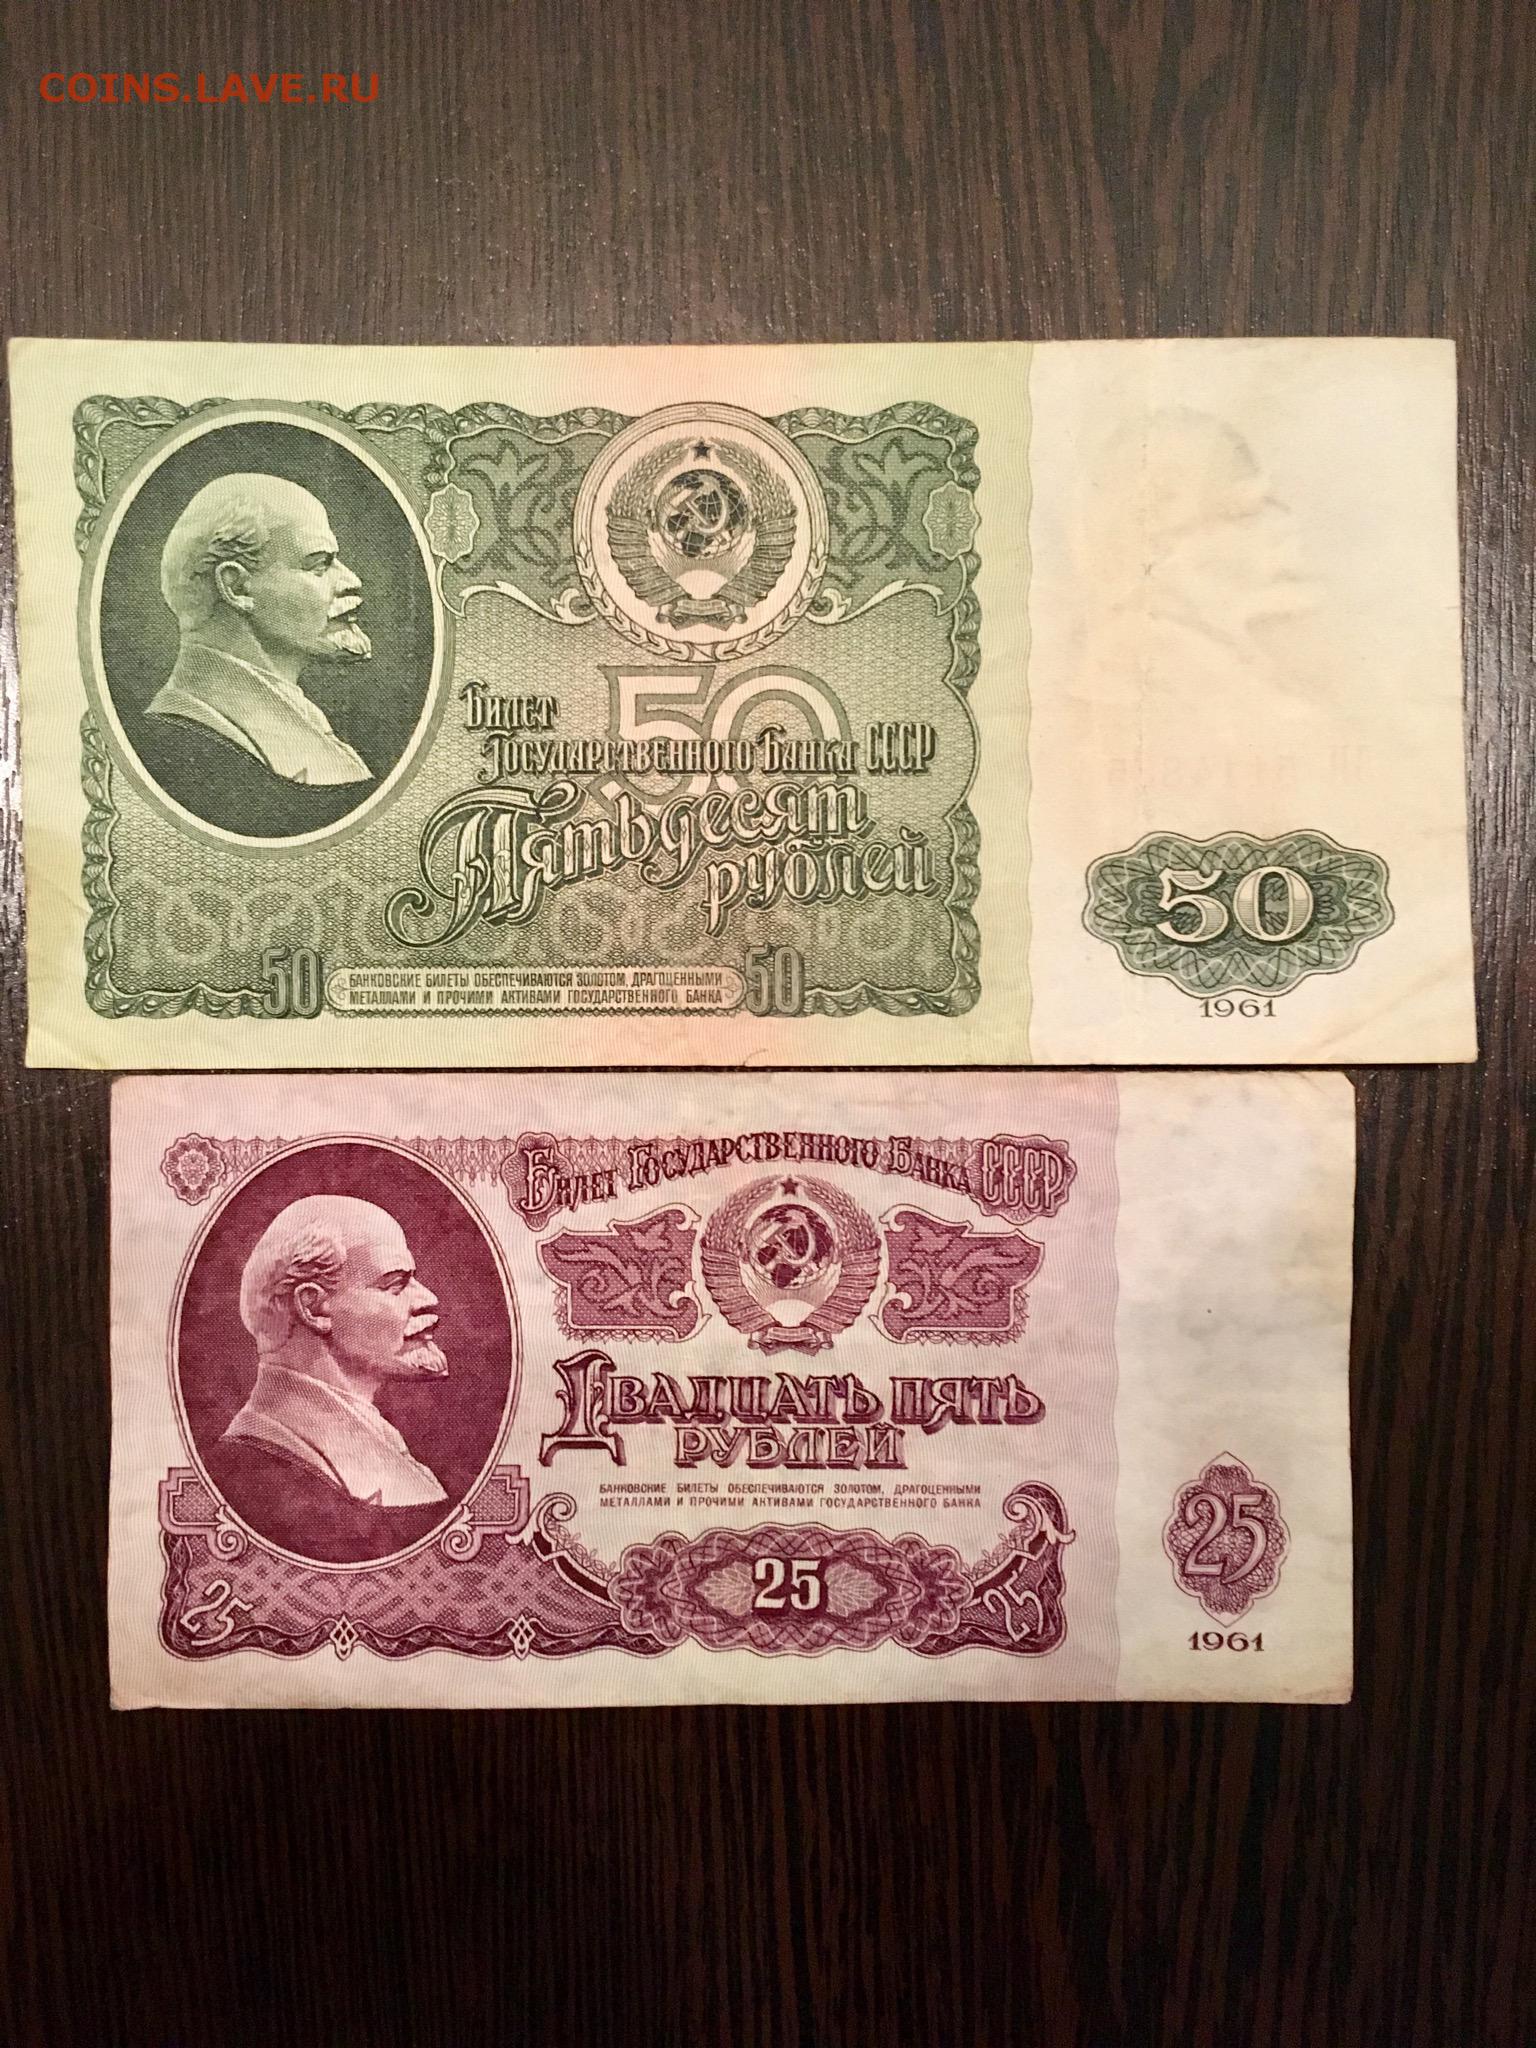 COINS.LAVE.RU
Билет
Государственного Банка СССР
50
Пятьдесят
рублей
50
БАНКОВСКИЕ БИЛЕТЫ ОБЕСПЕЧИВАЮТСЯ ЗОЛОТОМ, ДРАГОЦЕННЫМИ
МЕТАЛЛАМИ И ПРОЧИМИ АКТИВАМИ ГОСУДАРСТВЕННОГО БАНКА
50
50
1961
Билет Государственного Банка СССР
Двадцать пять
рублей
БАНКОВСКИЕ БИЛЕТЫ ОБЕСПЕЧИВАЮТСЯ ЗОЛОТОМ, ДРАГОЦЕННЫМИ
МЕТАЛЛАМИ И ПРОЧИМИ АКТИВАМИ ГОСУДАРСТВЕННОГО БАНКА
25
25
25
25
1961